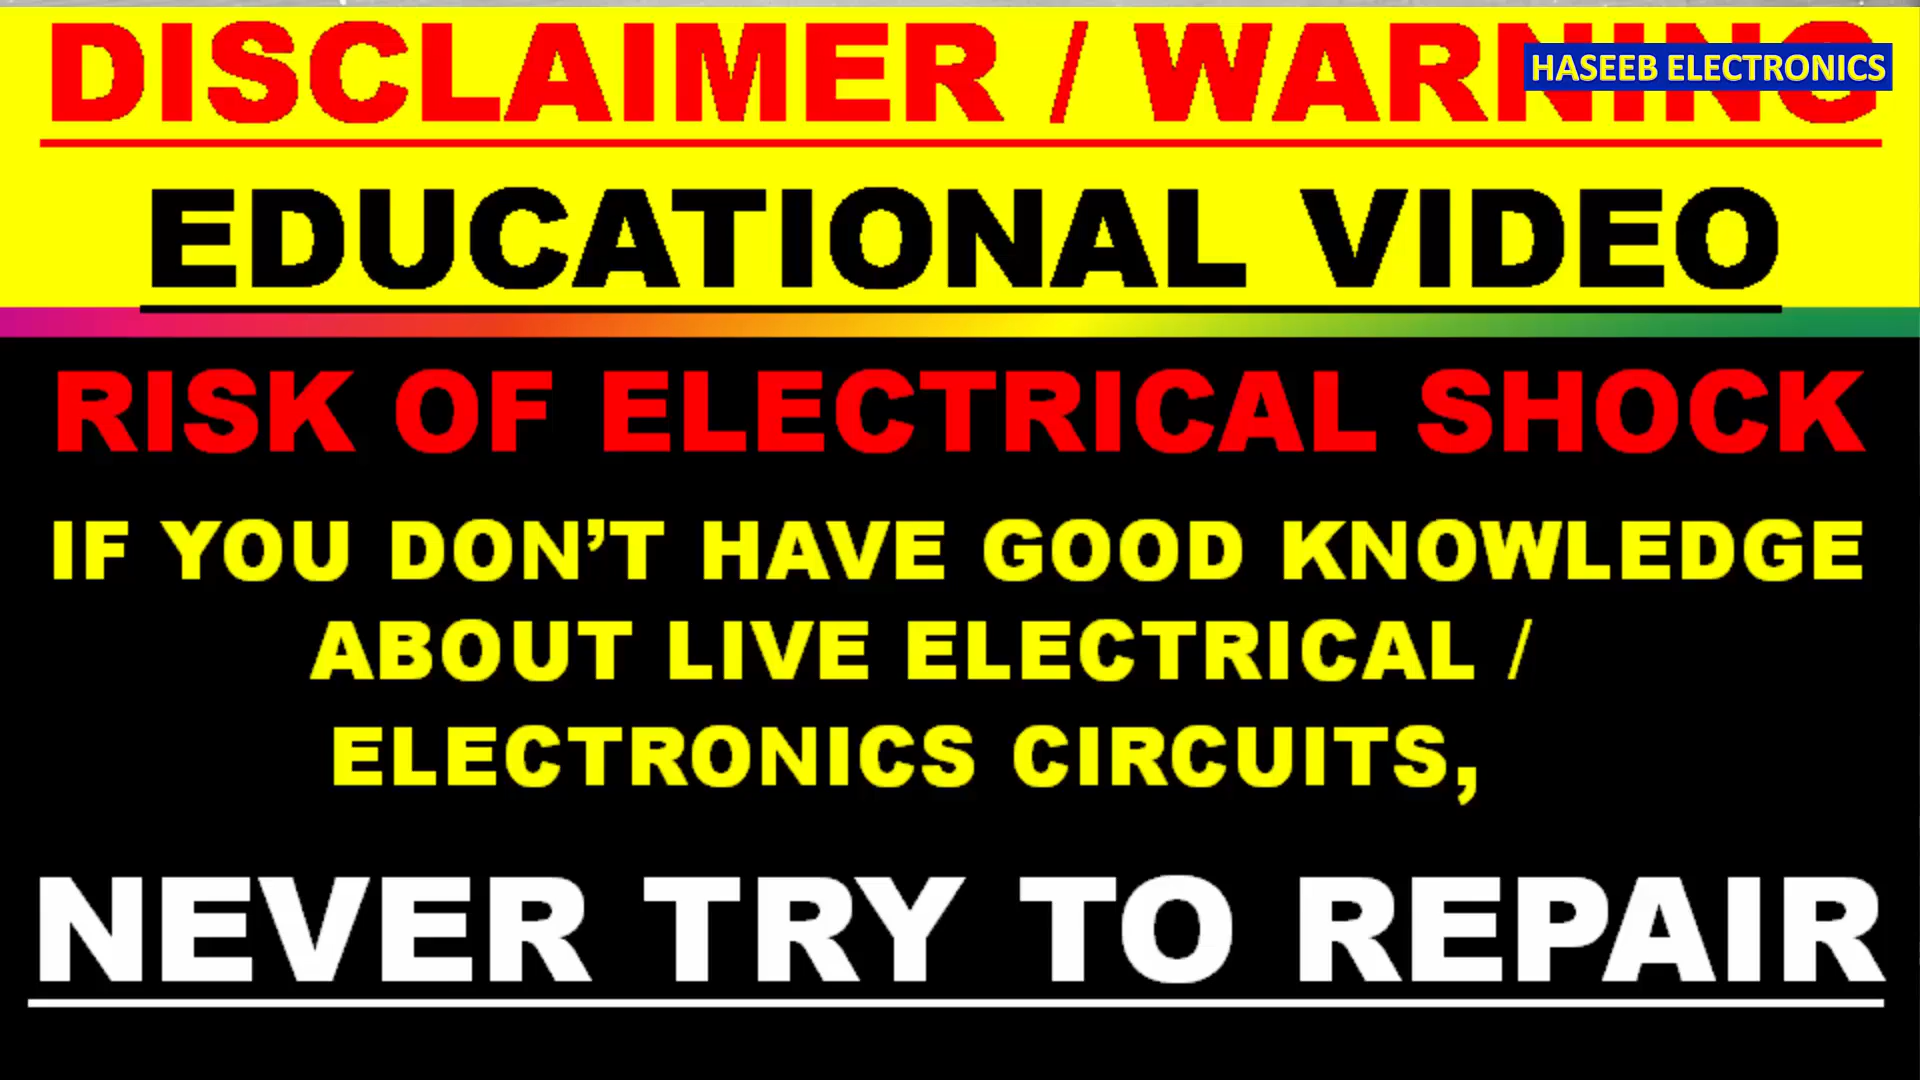 DISCLAIMER / WARNING
HASEEB ELECTRONICS
EDUCATIONAL VIDEO
RISK OF ELECTRICAL SHOCK
IF YOU DON’T HAVE GOOD KNOWLEDGE
ABOUT LIVE ELECTRICAL /
ELECTRONICS CIRCUITS,
NEVER TRY TO REPAIR